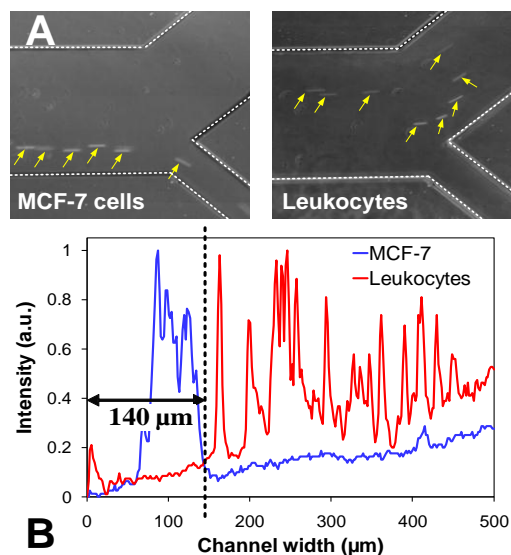 A
MCF-7 cells
Leukocytes
MCF-7
Leukocytes
140 µm
Intensity (a.u.)
1
0.8
0.6
0.4
0.2
0
0
100
200
300
400
500
Channel width (µm)
B